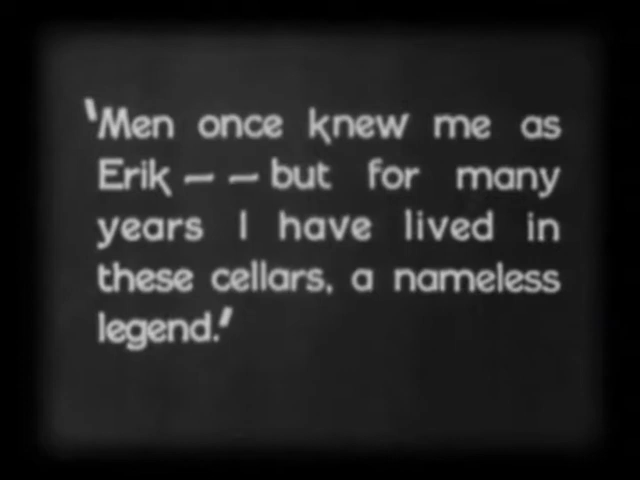 'Men once knew me as
Erik — — but for many
years I have lived in
these cellars, a nameless
legend.'